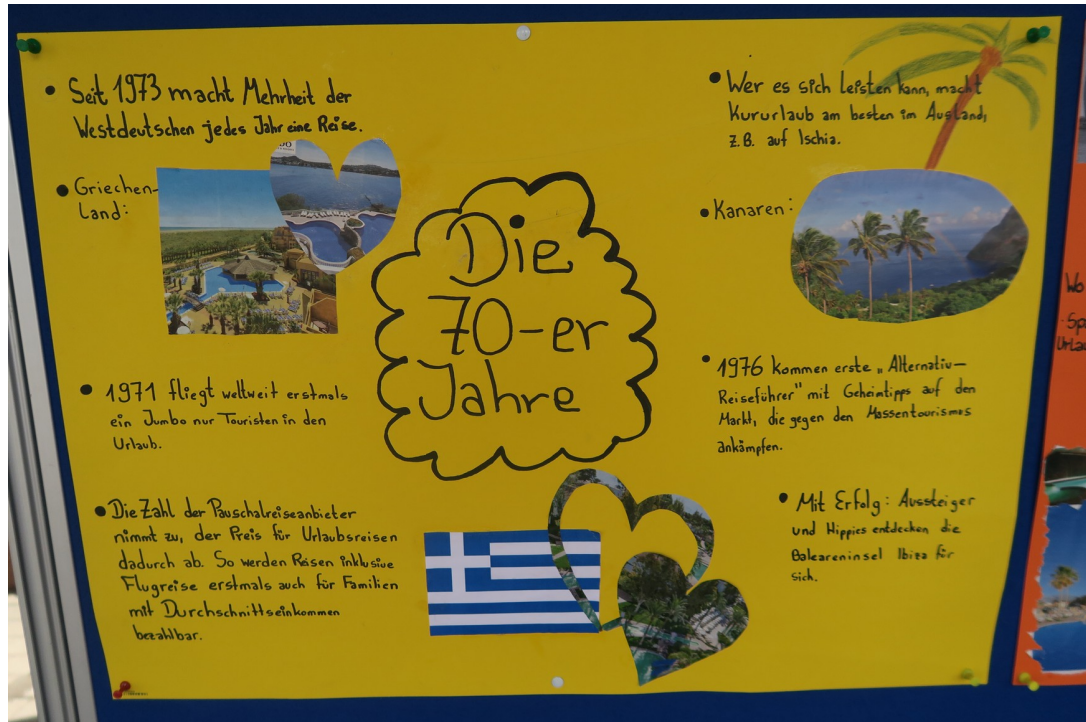 • Seit 1973 macht Mehrheit der
Westdeutschen jedes Jahr eine Reise.
• Griechen-
land:
• 1971 fliegt weltweit erstmals
ein Jumbo nur Touristen in den
Urlaub.
• Die Zahl der Pauschalreiseanbieter
nimmt zu, der Preis für Urlaubsreisen
dadurch ab. So werden Reisen inklusive
Flugreise erstmals auch für Familien
mit Durchschnittseinkommen
bezahlbar.
Die
70-er
Jahre
• Wer es sich leisten kann, macht
Kururlaub am besten im Ausland,
z.B. auf Ischia.
• Kanaren:
• 1976 kommen erste „Alternativ-
Reiseführer" mit Geheimtipps auf den
Markt, die gegen den Massentourismus
ankämpfen.
• Mit Erfolg: Aussteiger
und Hippies entdecken die
Baleareninsel Ibiza für
sich.
Wo